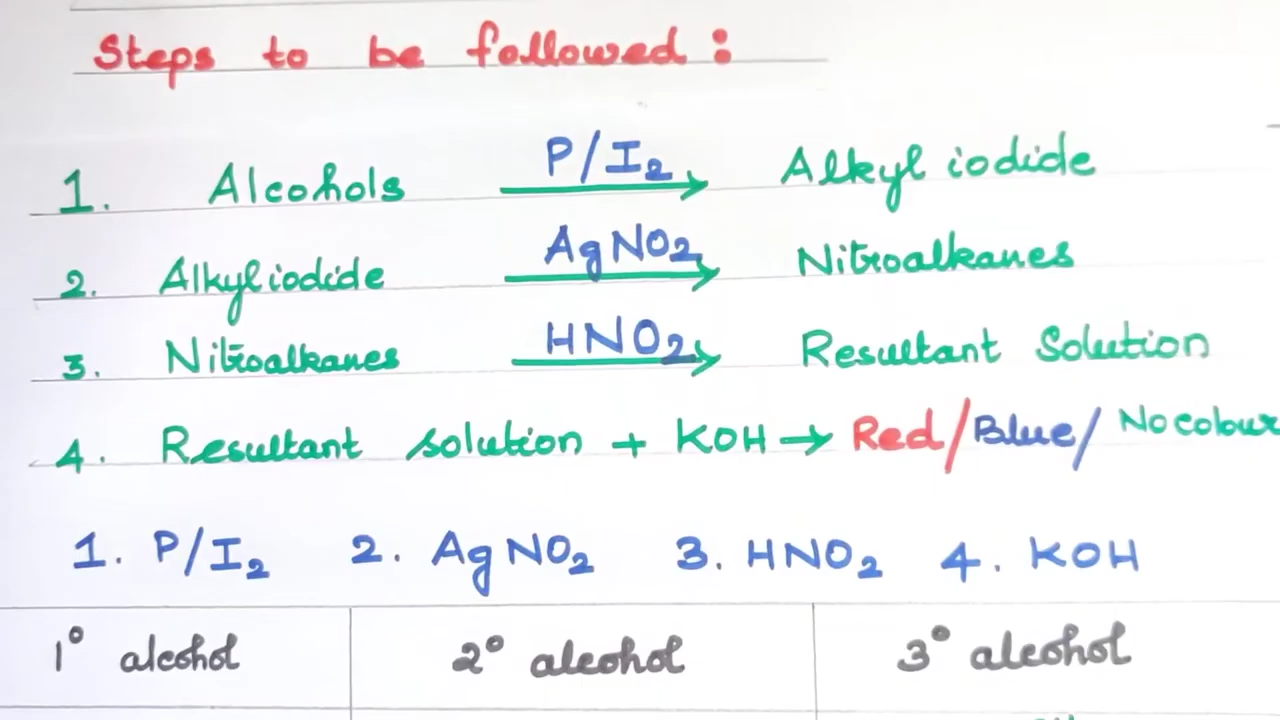 Steps to be followed :
1. Alcohols P/I₂ → Alkyl iodide
2. Alkyl iodide AgNO₂ → Nitroalkanes
3. Nitroalkanes HNO₂ → Resultant Solution
4. Resultant solution + KOH → Red/Blue/No colour
1. P/I₂ 2. AgNO₂ 3. HNO₂ 4. KOH
1° alcohol 2° alcohol 3° alcohol